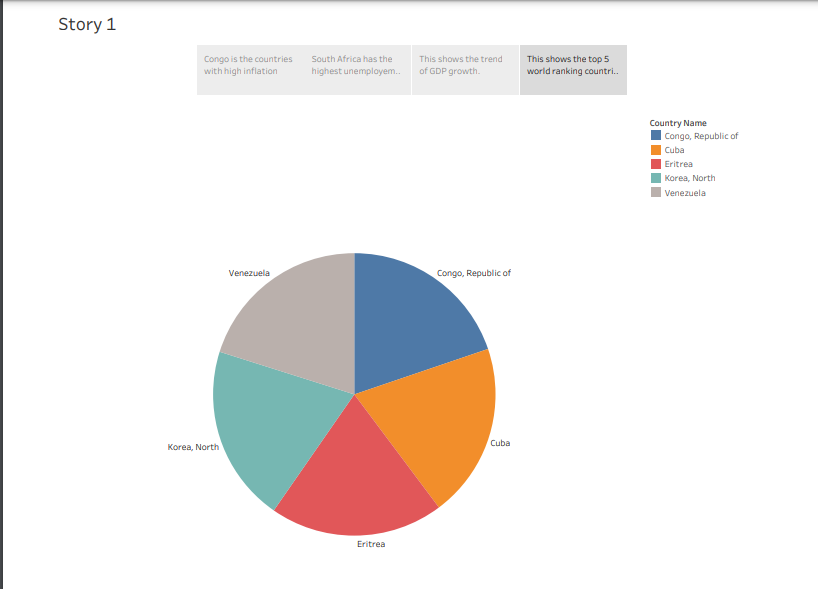 Story 1
Congo is the countries
with high inflation
South Africa has the
highest unemployem..
This shows the trend
of GDP growth.
This shows the top 5
world ranking countri..
Country Name
Congo, Republic of
Cuba
Eritrea
Korea, North
Venezuela
Venezuela
Congo, Republic of
Korea, North
Cuba
Eritrea